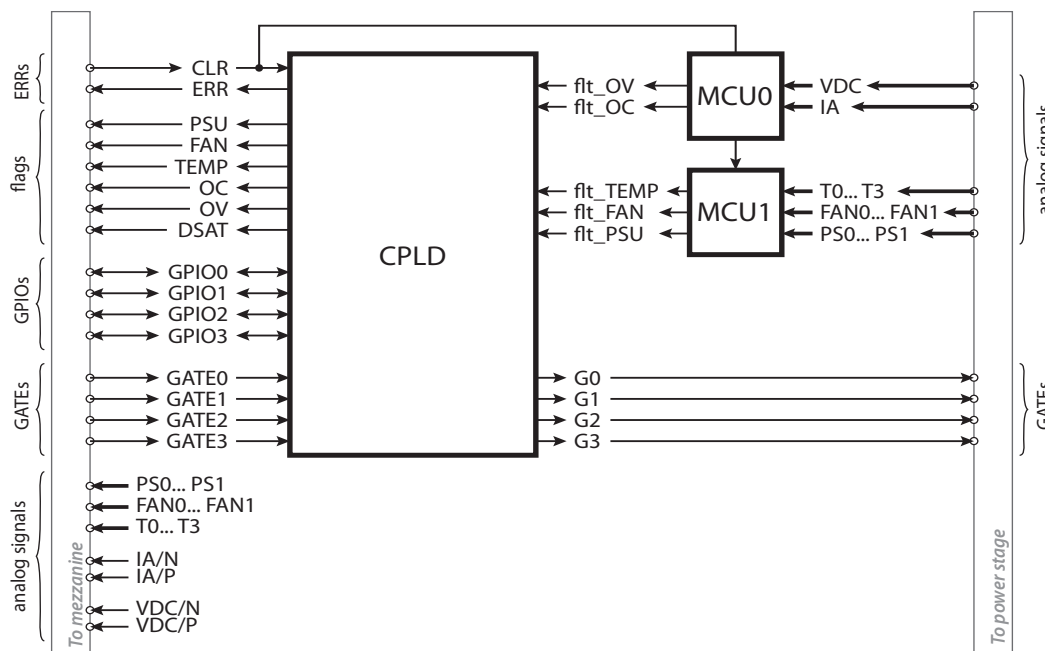 ERRs
CLR
ERR
flags
PSU
FAN
TEMP
OC
OV
DSAT
GPIOs
GPIO0
GPIO1
GPIO2
GPIO3
GATEs
GATE0
GATE1
GATE2
GATE3
analog signals
PS0... PS1
FAN0... FAN1
T0... T3
IA/N
IA/P
VDC/N
VDC/P
To mezzanine
CPLD
flt_OV
flt_OC
flt_TEMP
flt_FAN
flt_PSU
MCU0
MCU1
VDC
IA
T0... T3
FAN0... FAN1
PS0... PS1
G0
G1
G2
G3
analog signals
GATEs
To power stage